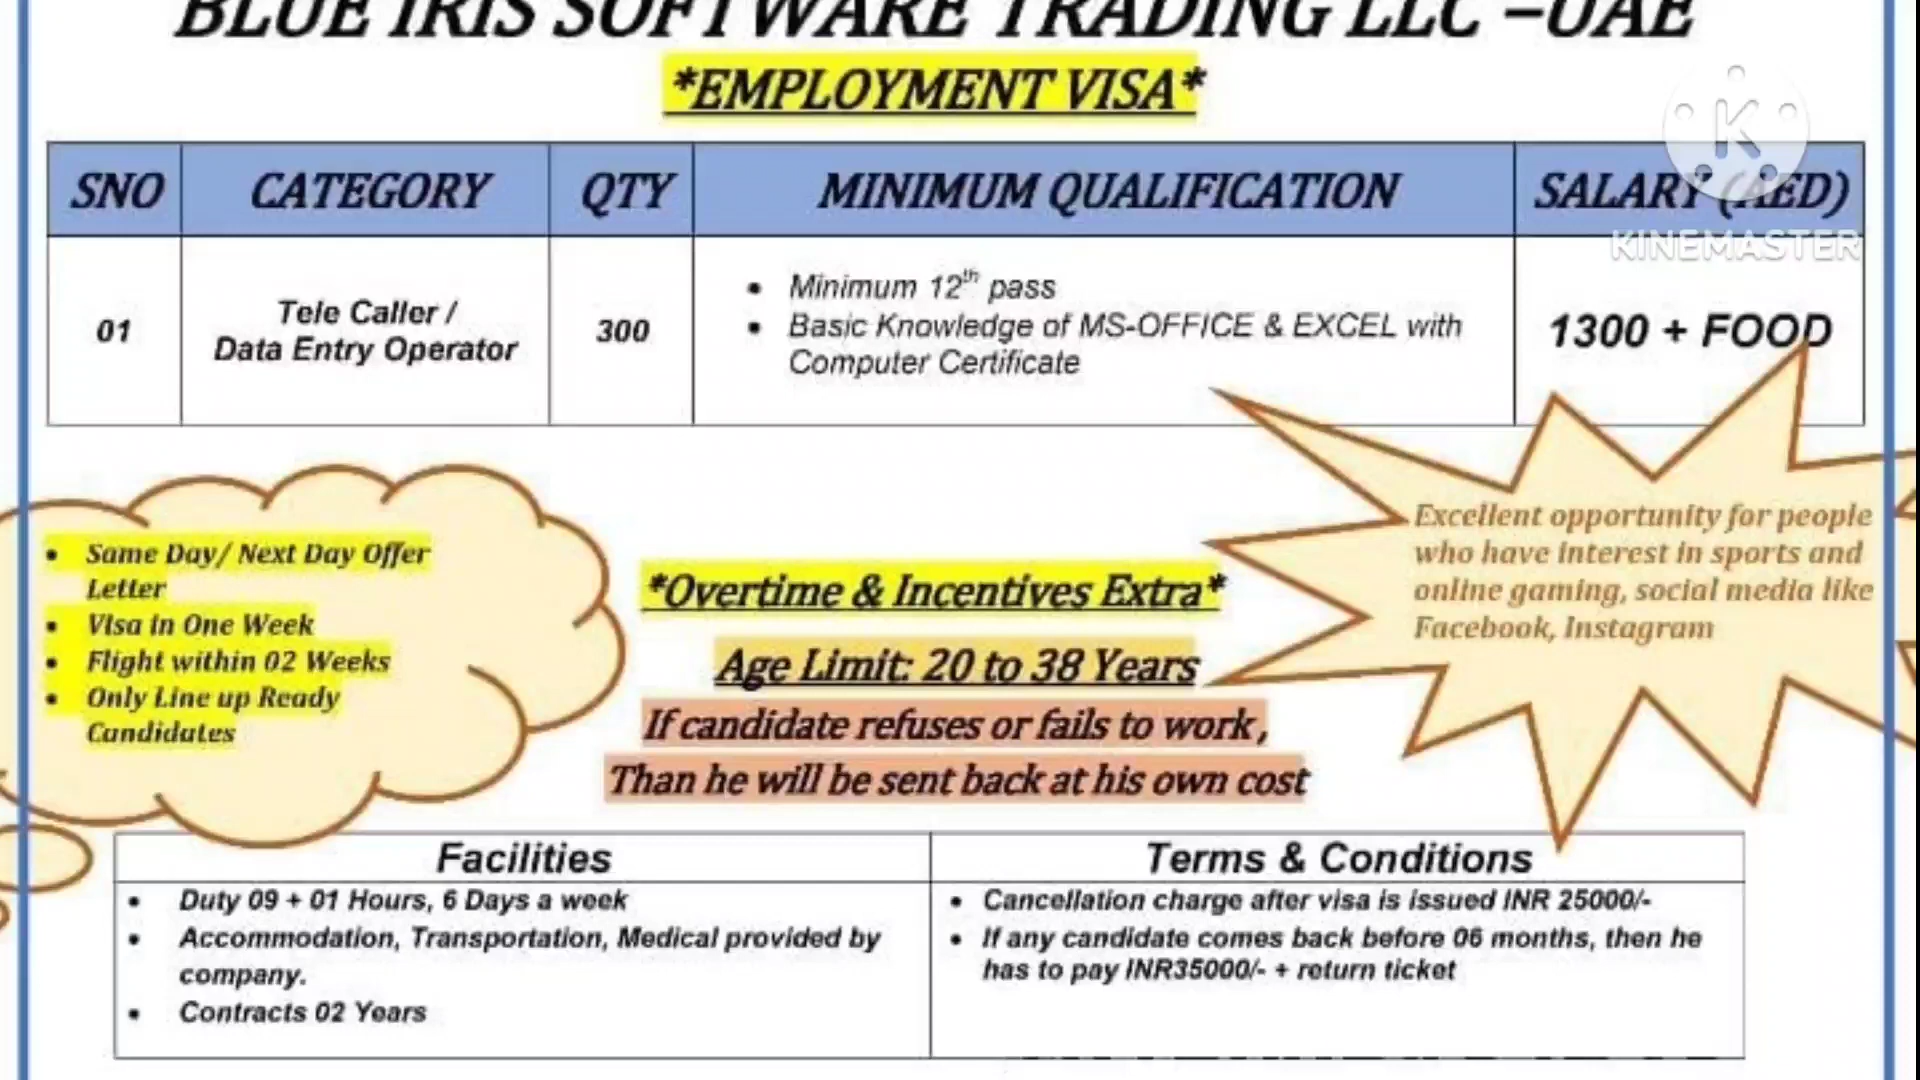 BLUE IRIS SOFTWARE TRADING LLC –UAE
*EMPLOYMENT VISA*
SNO CATEGORY QTY MINIMUM QUALIFICATION SALARY (AED)
KINEMASTER
01 Tele Caller / Data Entry Operator 300
• Minimum 12th pass
• Basic Knowledge of MS-OFFICE & EXCEL with
Computer Certificate
1300 + FOOD
• Same Day/ Next Day Offer
Letter
• Visa in One Week
• Flight within 02 Weeks
• Only Line up Ready
Candidates
*Overtime & Incentives Extra*
Age Limit: 20 to 38 Years
If candidate refuses or fails to work,
Than he will be sent back at his own cost
Excellent opportunity for people
who have interest in sports and
online gaming, social media like
Facebook, Instagram
Facilities
• Duty 09 + 01 Hours, 6 Days a week
• Accommodation, Transportation, Medical provided by
company.
• Contracts 02 Years
Terms & Conditions
• Cancellation charge after visa is issued INR 25000/-
• If any candidate comes back before 06 months, then he
has to pay INR35000/- + return ticket